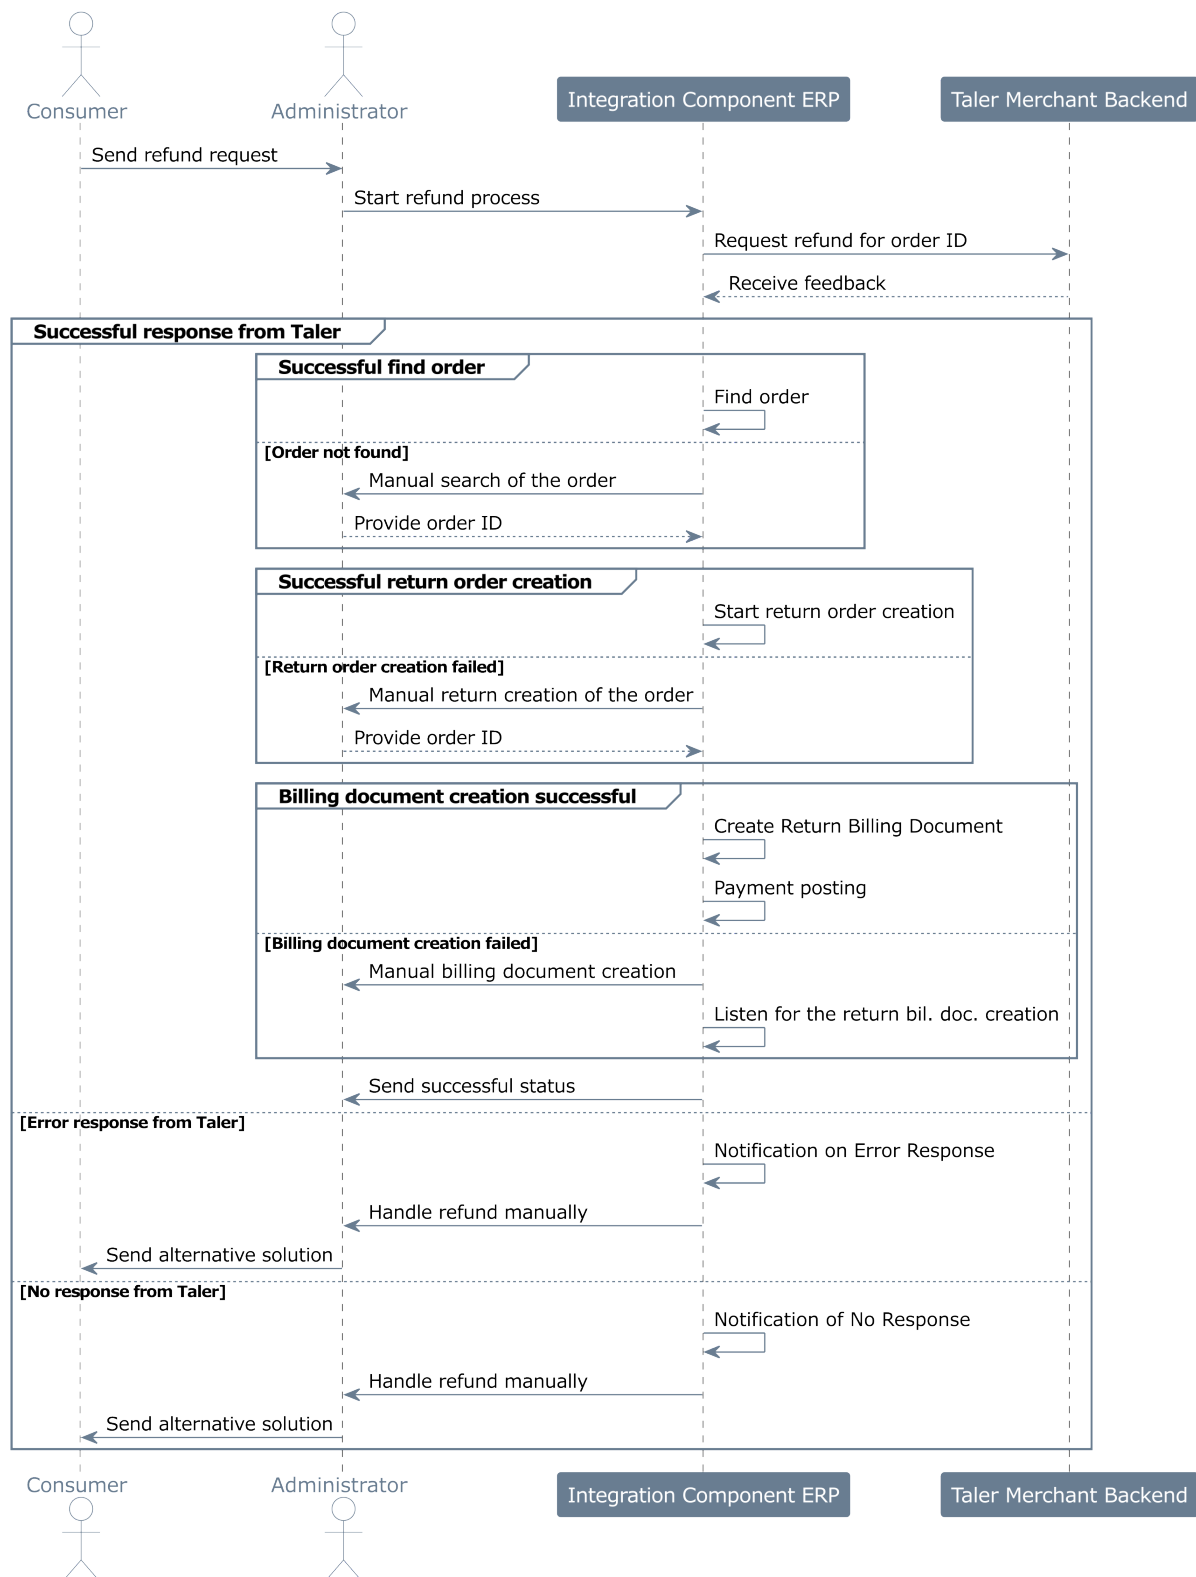 Consumer
Administrator
Integration Component ERP
Taler Merchant Backend
Send refund request
Start refund process
Request refund for order ID
Receive feedback
Successful response from Taler
Successful find order
Find order
[Order not found]
Manual search of the order
Provide order ID
Successful return order creation
Start return order creation
[Return order creation failed]
Manual return creation of the order
Provide order ID
Billing document creation successful
Create Return Billing Document
Payment posting
[Billing document creation failed]
Manual billing document creation
Listen for the return bil. doc. creation
Send successful status
[Error response from Taler]
Notification on Error Response
Handle refund manually
Send alternative solution
[No response from Taler]
Notification of No Response
Handle refund manually
Send alternative solution
Consumer
Administrator
Integration Component ERP
Taler Merchant Backend